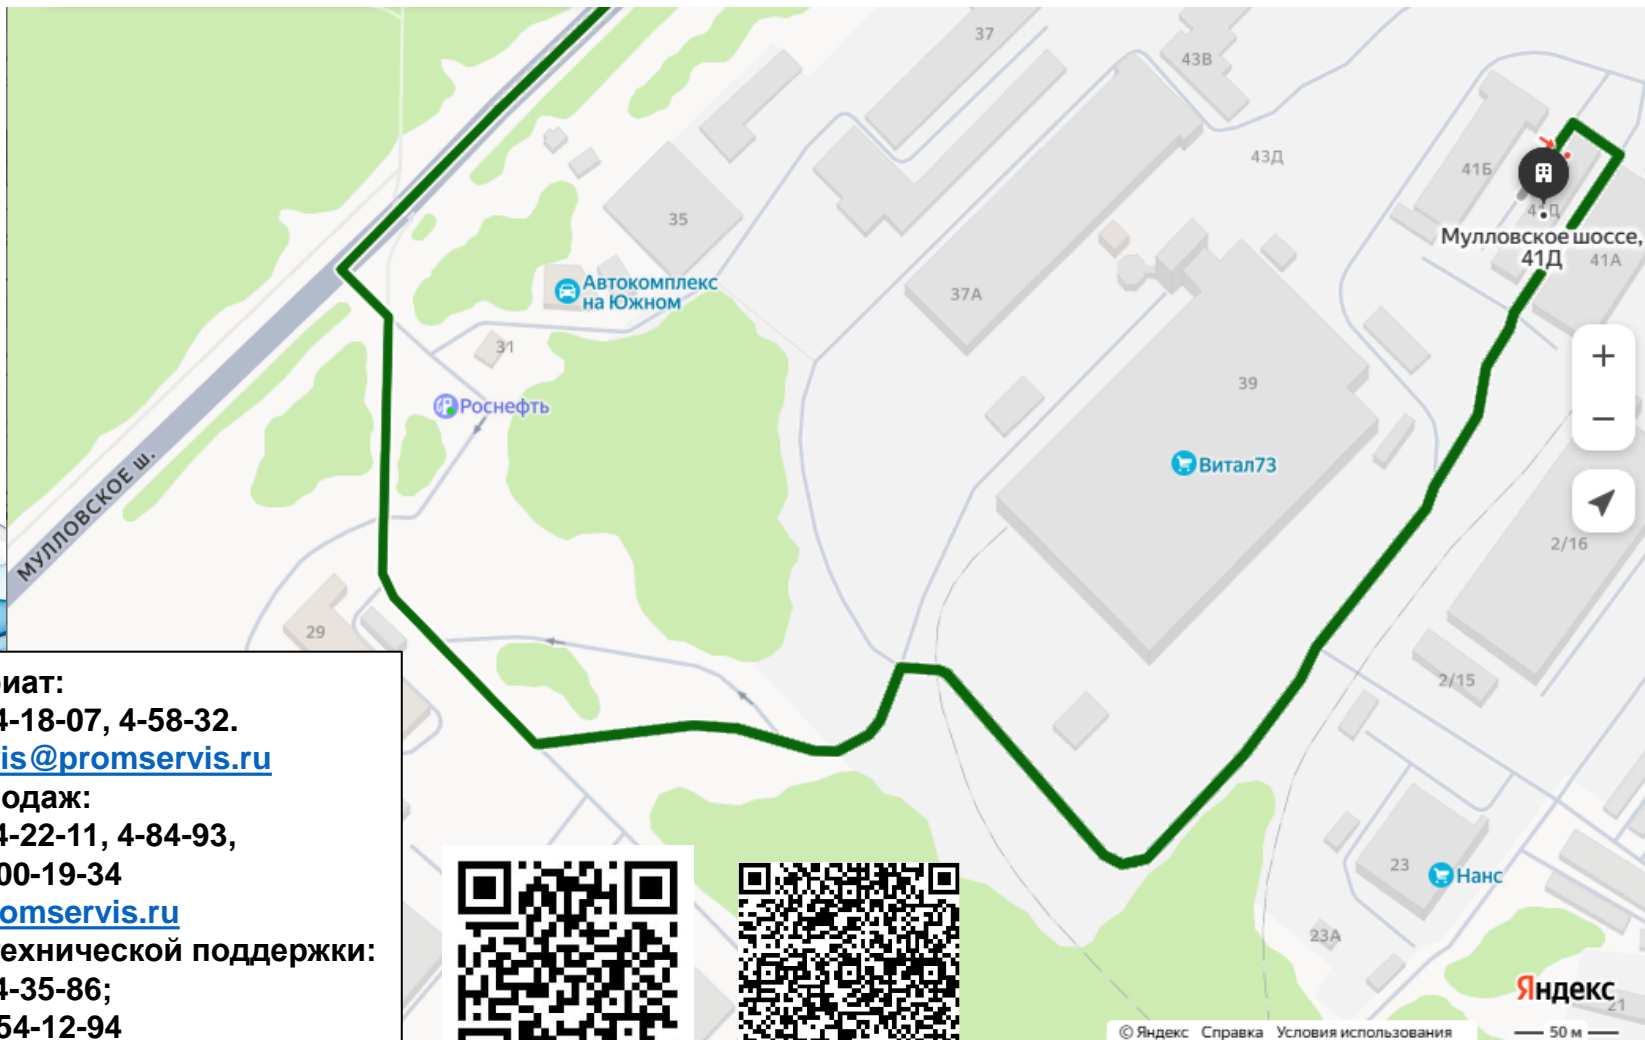 37
43В
43Д
41Б
41Д
Мулловское шоссе,
41Д
41А
35
Автокомплекс
на Южном
37А
31
39
Роснефть
Витал73
МУЛЛОВСКОЕ Ш.
2/16
29
2/15
4-18-07, 4-58-32.
is@promservis.ru
4-22-11, 4-84-93,
00-19-34
omservis.ru
технической поддержки:
4-35-86;
54-12-94
23
Нанс
23А
Яндекс
21
© Яндекс Справка Условия использования
50 м